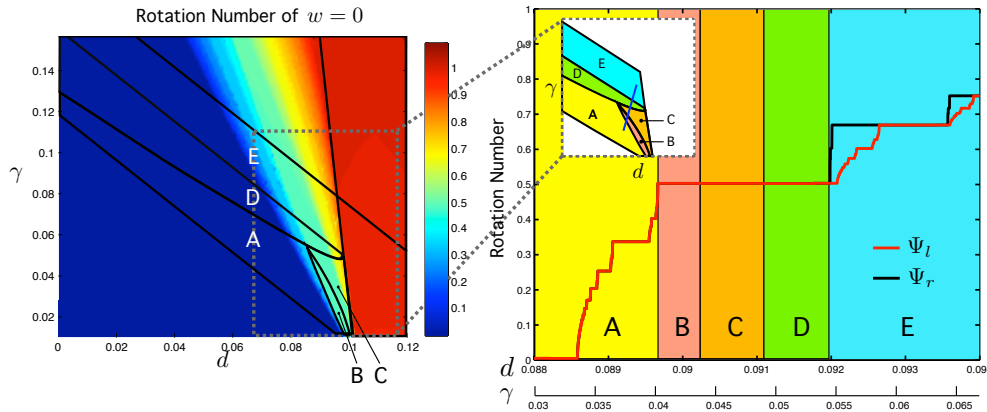 Rotation Number of w = 0
0.14
0.12
0.1
0.08
0.06
0.04
0.02
γ
E
D
A
0
0.02
0.04
0.06
0.08
0.1
0.12
d
B C
1
0.9
0.8
0.7
0.6
0.5
0.4
0.3
0.2
0.1
Rotation Number
1
0.9
0.8
0.7
0.6
0.5
0.4
0.3
0.2
0.1
0
γ
E
D
A
C
B
d
Ψl
Ψr
A B C D E
d 0.088 0.089 0.09 0.091 0.092 0.093 0.09
γ 0.03 0.035 0.04 0.045 0.05 0.055 0.06 0.065